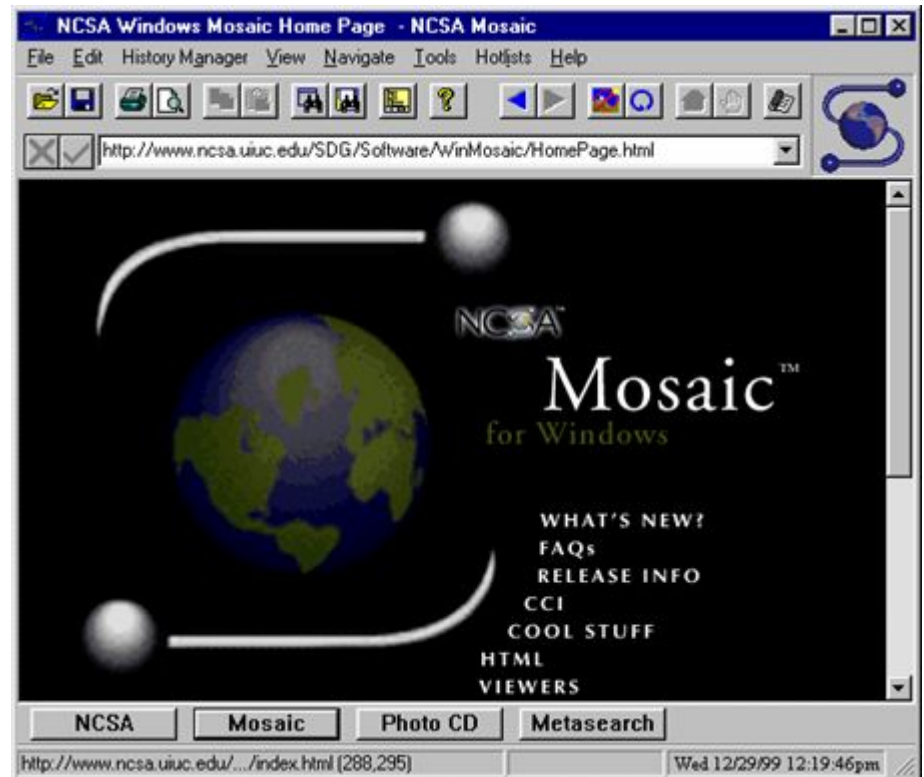 NCSA Windows Mosaic Home Page - NCSA Mosaic
File Edit History Manager View Navigate Tools Hotlists Help
http://www.ncsa.uiuc.edu/SDG/Software/WinMosaic/HomePage.html
NCSA™
Mosaic™
for Windows
WHAT'S NEW?
FAQs
RELEASE INFO
CCI
COOL STUFF
HTML
VIEWERS
NCSA Mosaic Photo CD Metasearch
http://www.ncsa.uiuc.edu/.../index.html (288,295) Wed 12/29/99 12:19:46pm